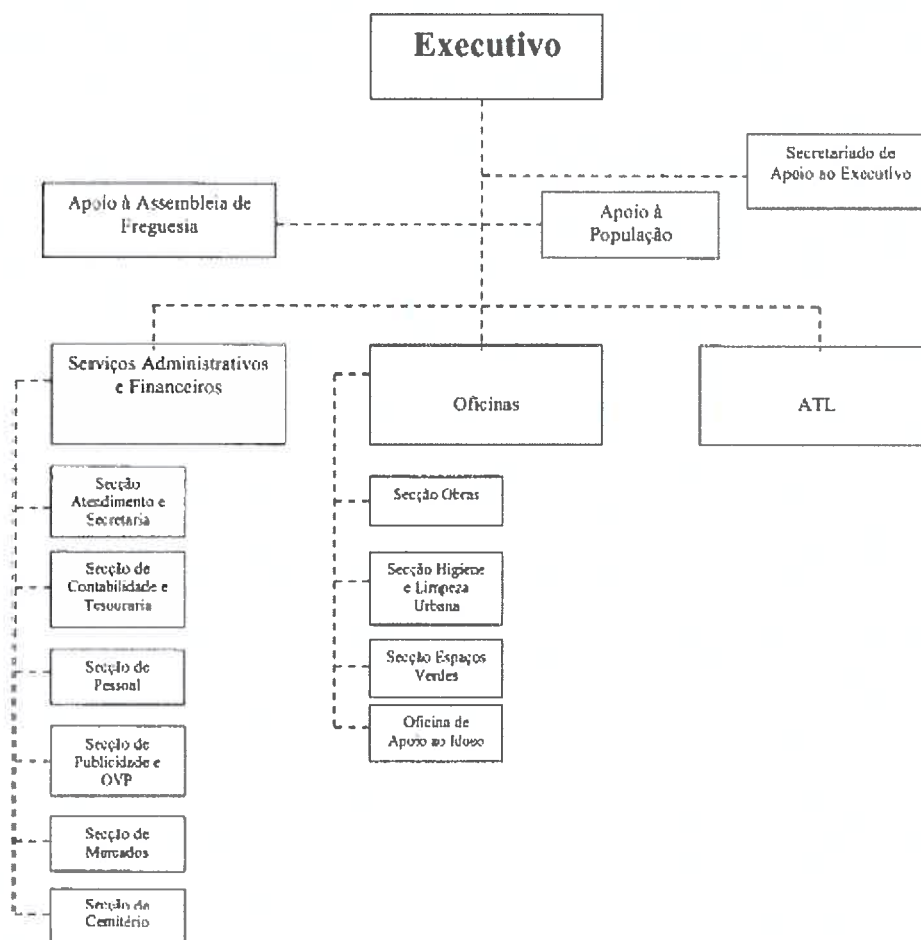 Executivo
Secretariado de
Apoio ao Executivo
Apoio à Assembleia de
Freguesia
Apoio à
População
Serviços Administrativos
e Financeiros
Oficinas
ATL
Secção
Atendimento e
Secretaria
Secção Obras
Secção de
Contabilidade e
Tesouraria
Secção Higiene
e Limpeza
Urbana
Secção de
Pessoal
Secção Espaços
Verdes
Oficina de
Apoio ao Idoso
Secção de
Publicidade e
OVP
Secção de
Mercados
Secção de
Cemitério